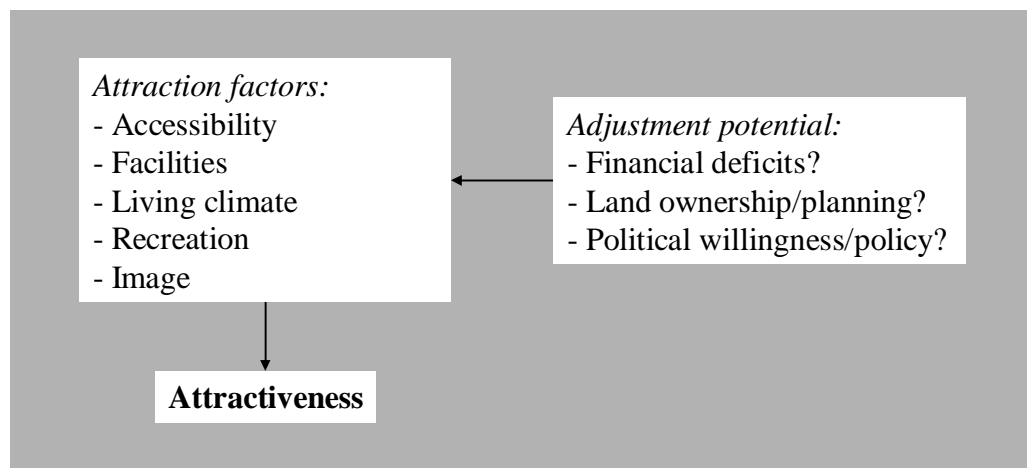 Attraction factors:
- Accessibility
- Facilities
- Living climate
- Recreation
- Image
Adjustment potential:
- Financial deficits?
- Land ownership/planning?
- Political willingness/policy?
Attractiveness